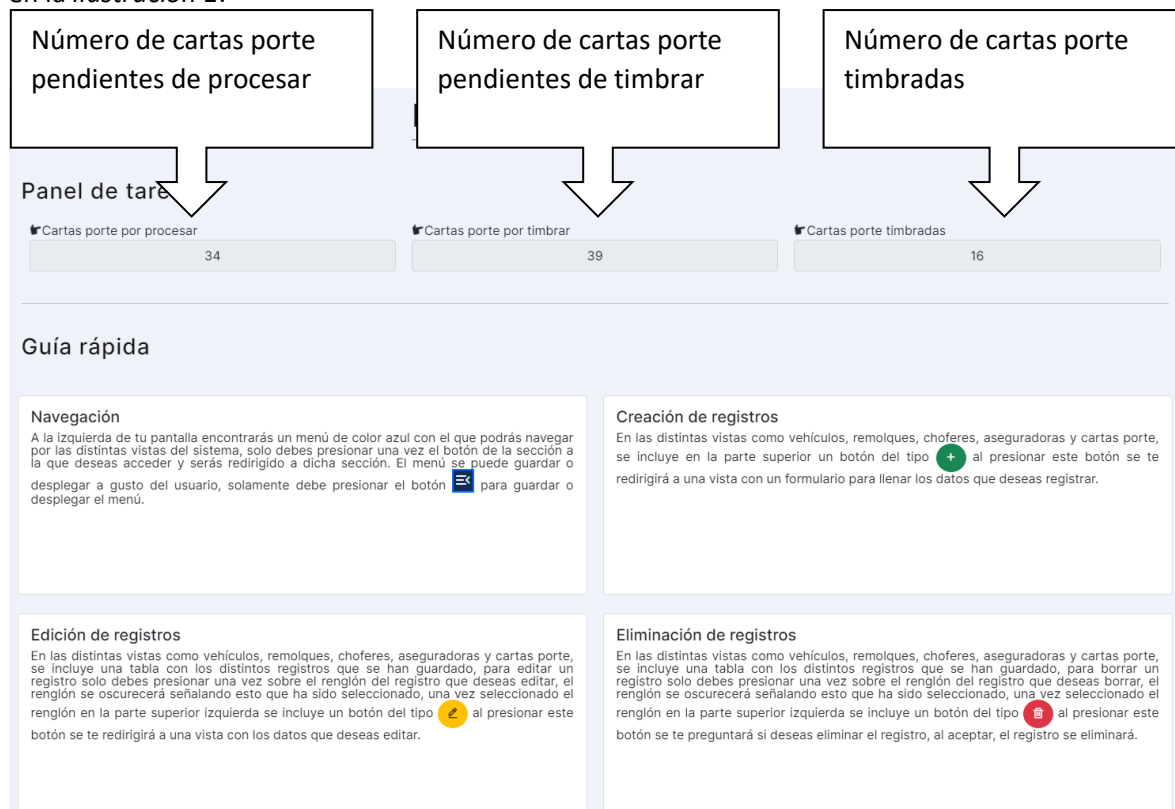 en la ilustración
Número de cartas porte
pendientes de procesar
Número de cartas porte
pendientes de timbrar
Número de cartas porte
timbradas
Panel de tare
Cartas porte por procesar
34
Cartas porte por timbrar
39
Cartas porte timbradas
16
Guía rápida
Navegación
A la izquierda de tu pantalla encontrarás un menú de color azul con el que podrás navegar
por las distintas vistas del sistema, solo debes presionar una vez el botón de la sección a
la que deseas acceder y serás redirigido a dicha sección. El menú se puede guardar o
desplegar a gusto del usuario, solamente debe presionar el botón para guardar o
desplegar el menú.
Creación de registros
En las distintas vistas como vehículos, remolques, choferes, aseguradoras y cartas porte,
se incluye en la parte superior un botón del tipo + al presionar este botón se te
redirigirá a una vista con un formulario para llenar los datos que deseas registrar.
Edición de registros
En las distintas vistas como vehículos, remolques, choferes, aseguradoras y cartas porte,
se incluye una tabla con los distintos registros que se han guardado, para editar un
registro solo debes presionar una vez sobre el renglón del registro que deseas editar, el
renglón se oscurecerá señalando esto que ha sido seleccionado, una vez seleccionado el
renglón en la parte superior izquierda se incluye un botón del tipo al presionar este
botón se te redirigirá a una vista con los datos que deseas editar.
Eliminación de registros
En las distintas vistas como vehículos, remolques, choferes, aseguradoras y cartas porte,
se incluye una tabla con los distintos registros que se han guardado, para borrar un
registro solo debes presionar una vez sobre el renglón del registro que deseas borrar, el
renglón se oscurecerá señalando esto que ha sido seleccionado, una vez seleccionado el
renglón en la parte superior izquierda se incluye un botón del tipo al presionar este
botón se te preguntará si deseas eliminar el registro, al aceptar, el registro se eliminará.